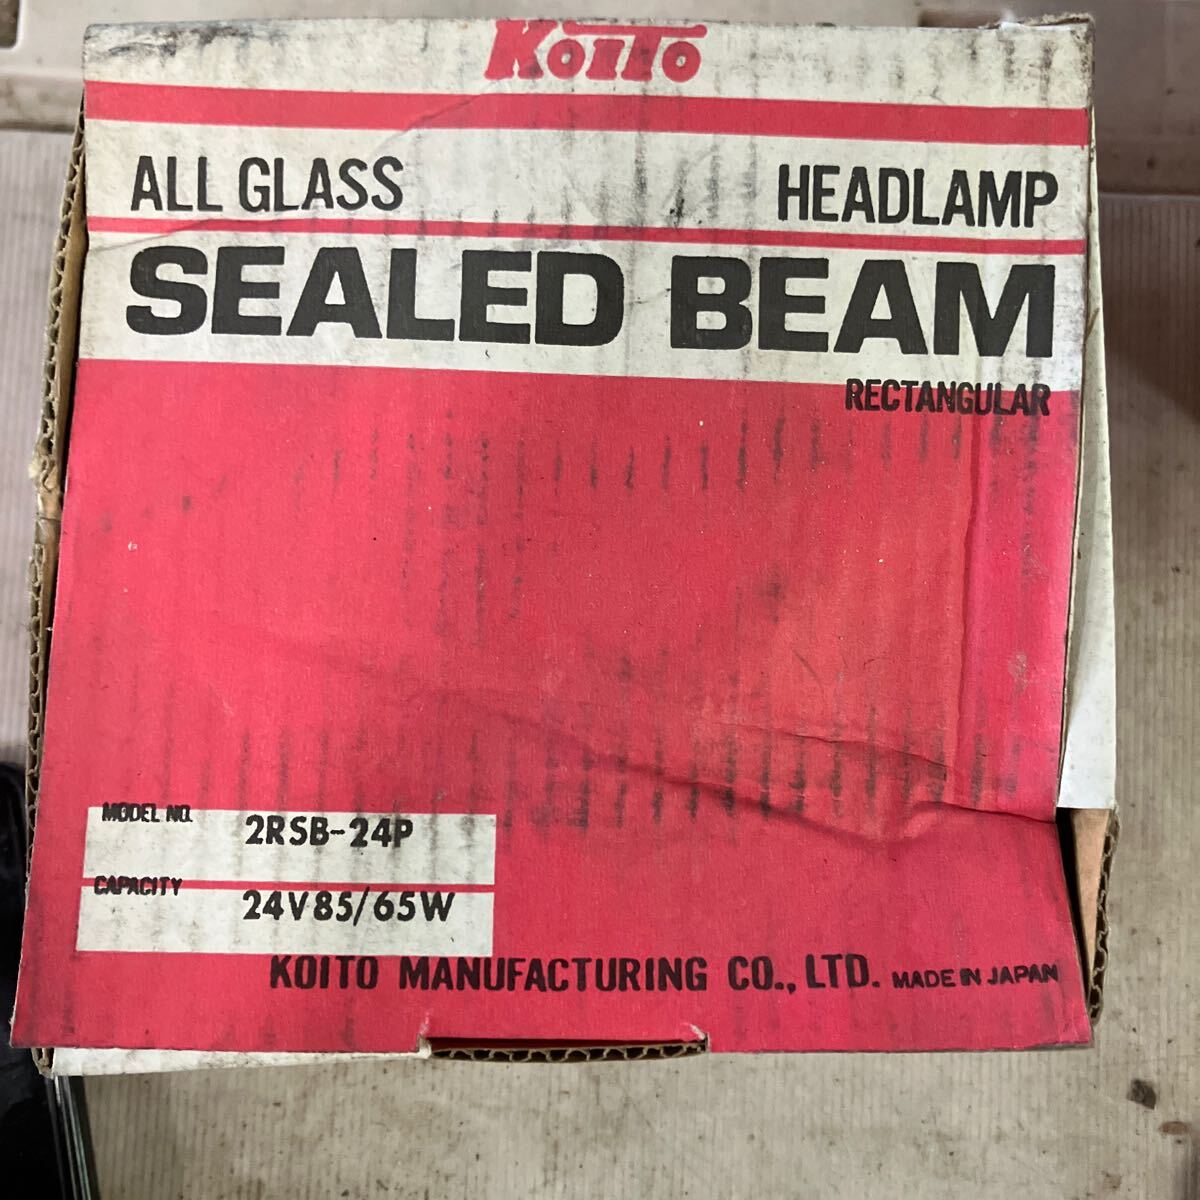 KOITO
ALL GLASS HEADLAMP
SEALED BEAM
RECTANGULAR
MODEL NO. 2RSB-24P
CAPACITY 24V85/65W
KOITO MANUFACTURING CO., LTD. MADE IN JAPAN